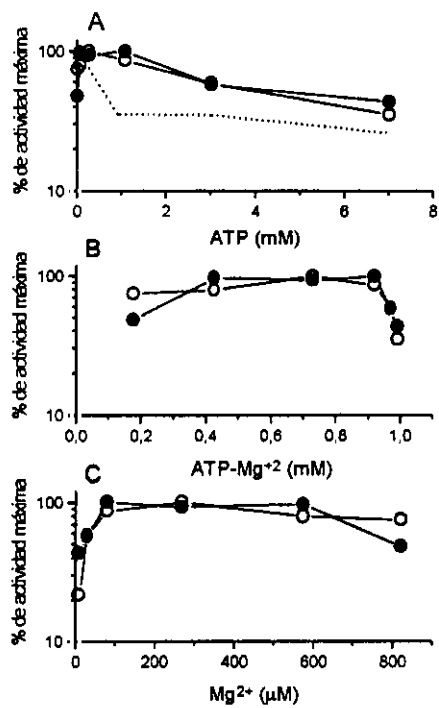 A
% de actividad máxima
100
10
0 2 4 6 8
ATP (mM)
B
% de actividad máxima
100
10
0,0 0,2 0,4 0,6 0,8 1,0
ATP-Mg+2 (mM)
C
% de actividad máxima
100
10
0 200 400 600 800
Mg2+ (μM)